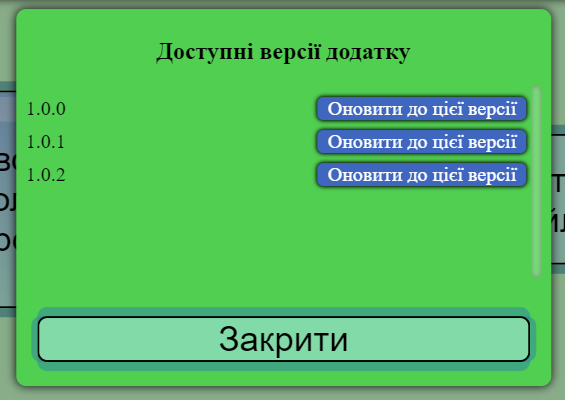 Доступні версії додатку
1.0.0 Оновити до цієї версії
1.0.1 Оновити до цієї версії
1.0.2 Оновити до цієї версії
Закрити